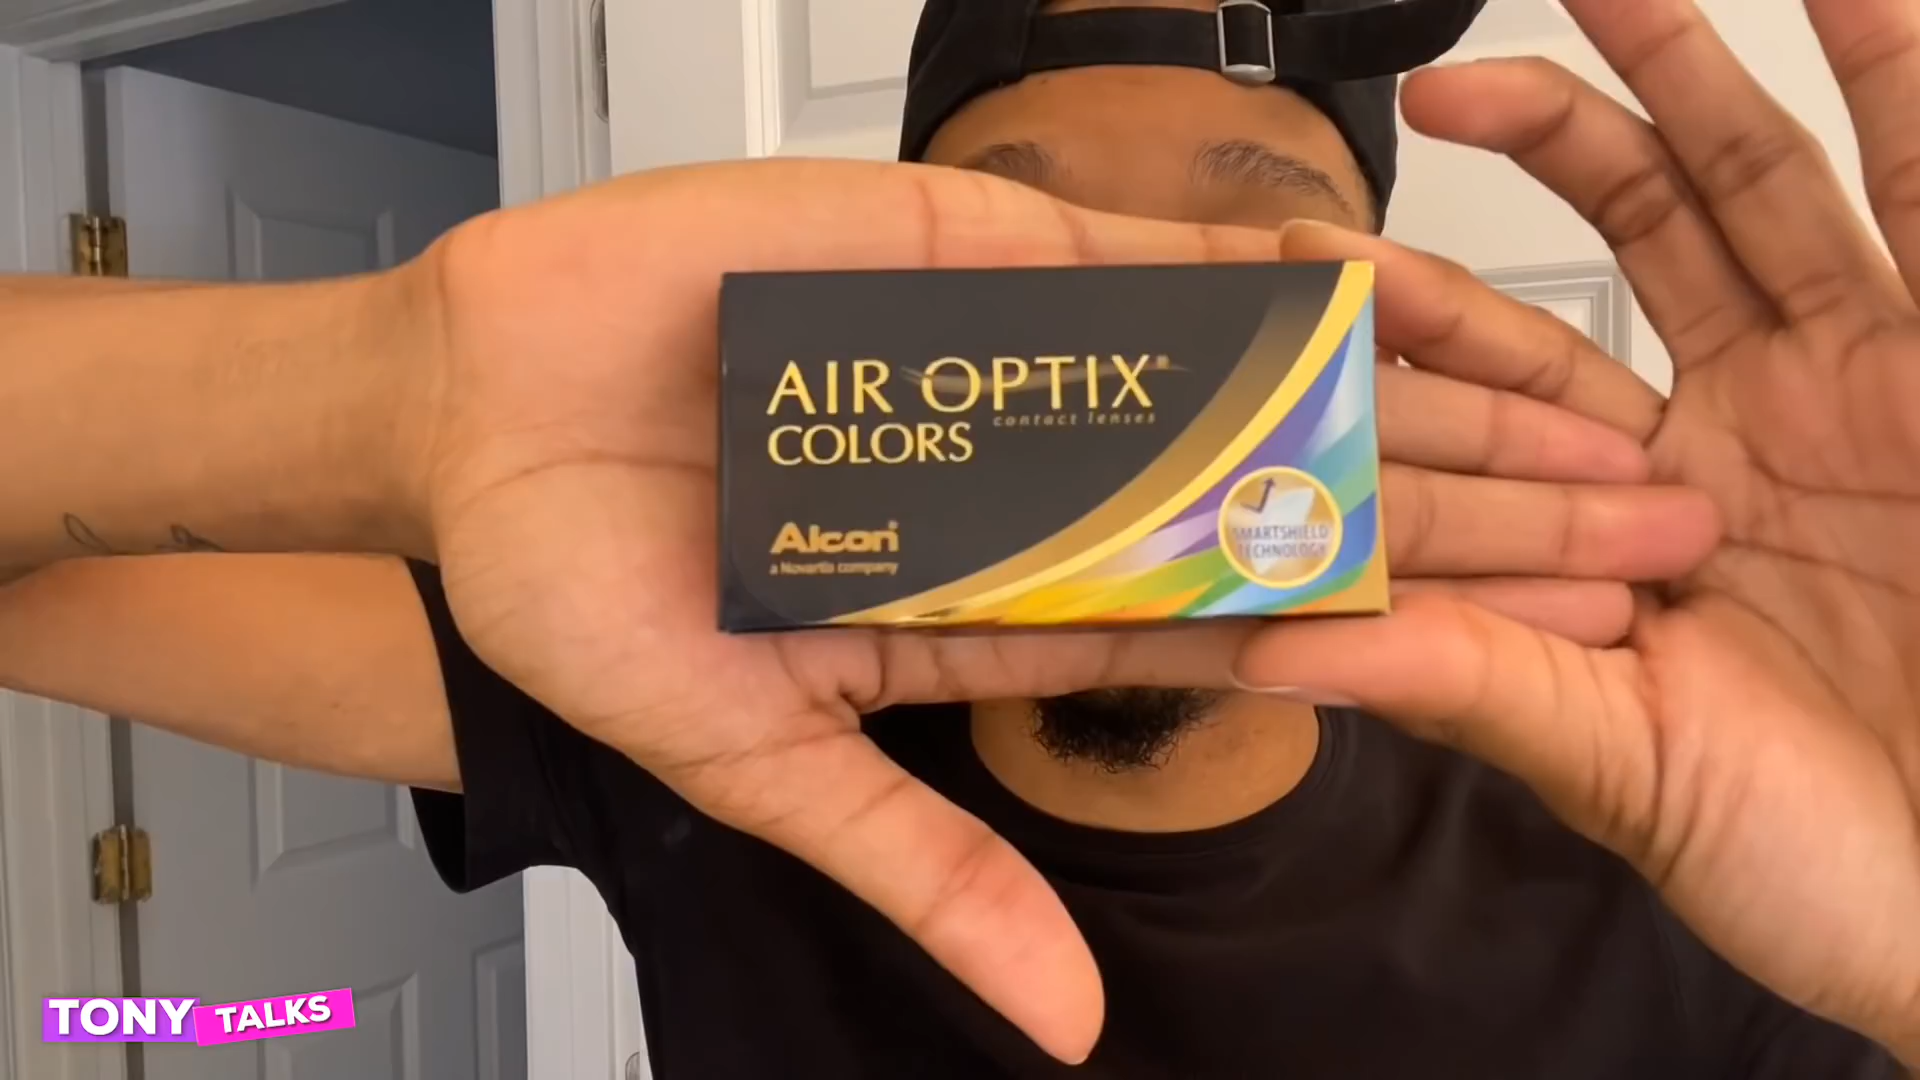 AIR OPTIX®
contact lenses
COLORS
Alcon®
a Novartis company
SMARTSHIELD
TECHNOLOGY
TONY TALKS